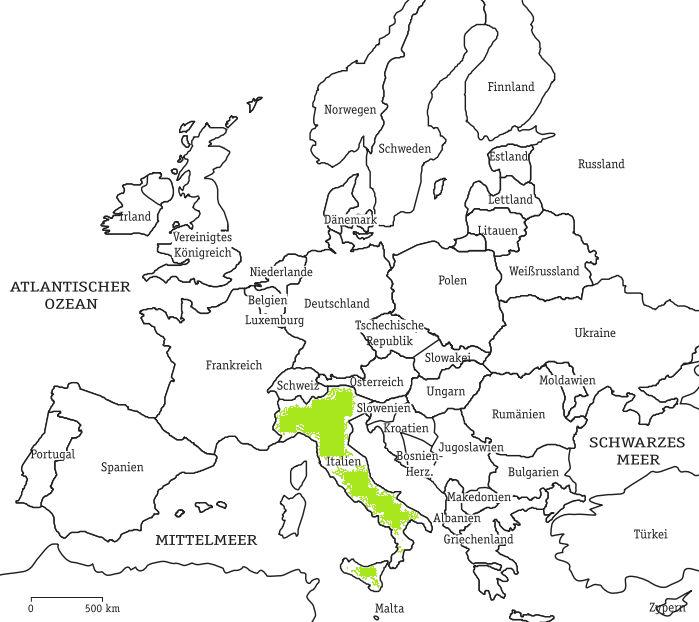 Finnland
Norwegen
Schweden
Estland
Russland
Lettland
Irland
Dänemark
Litauen
Vereinigtes
Königreich
Niederlande
Weißrussland
Polen
ATLANTISCHER
OZEAN
Belgien
Deutschland
Luxemburg
Tschechische
Republik
Ukraine
Slowakei
Frankreich
Schweiz
Österreich
Moldawien
Ungarn
Slowenien
Rumänien
Kroatien
SCHWARZES
MEER
Jugoslawien
Portugal
Spanien
Italien
Bosnien-
Herz.
Bulgarien
Makedonien
Albanien
MITTELMEER
Griechenland
Türkei
0
500 km
Malta
Zypern